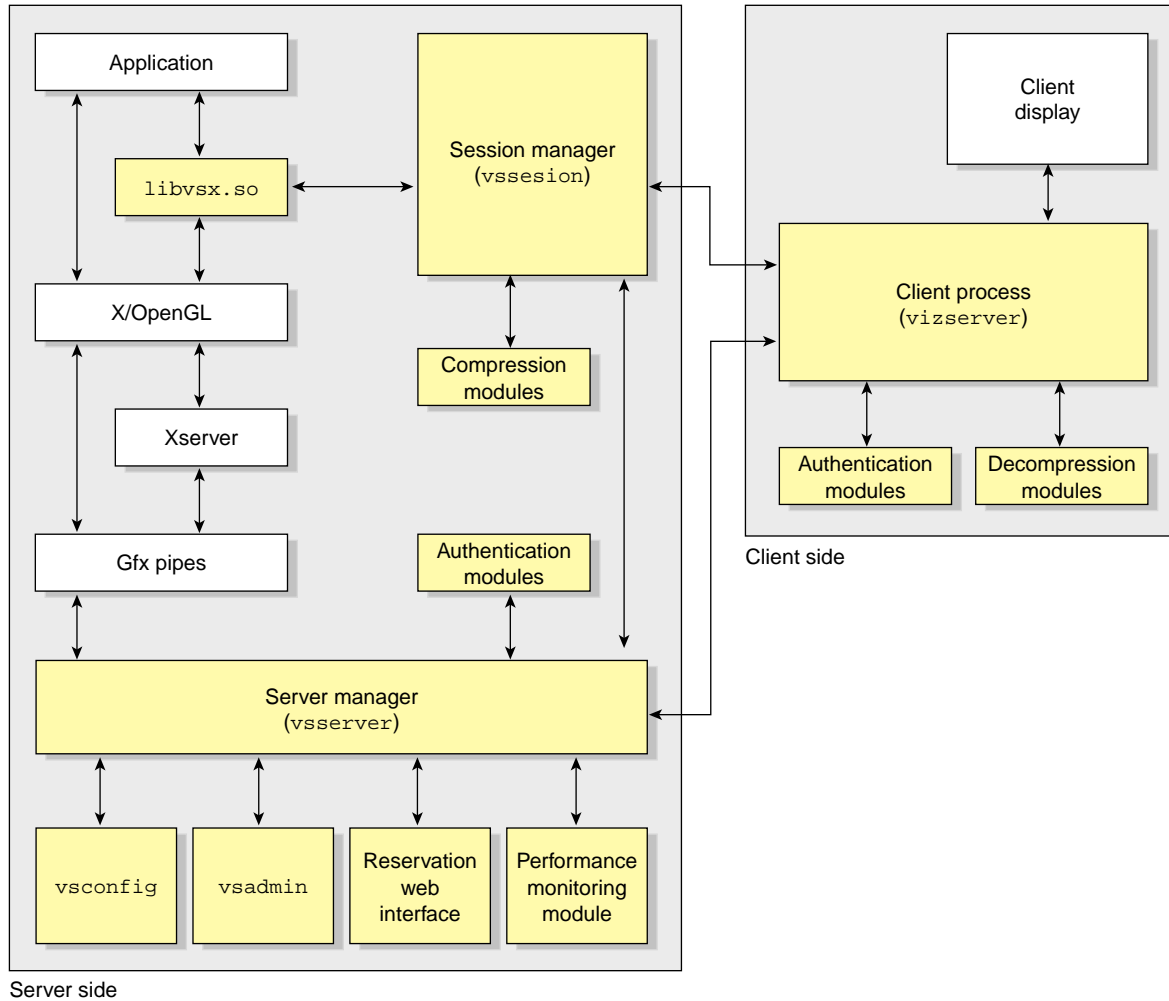 Application
libvsx.so
X/OpenGL
Xserver
Gfx pipes
Session manager
(vssesion)
Compression
modules
Authentication
modules
Server manager
(vsserver)
vsconfig
vsadmin
Reservation
web
interface
Performance
monitoring
module
Server side
Client
display
Client process
(vizserver)
Authentication
modules
Decompression
modules
Client side